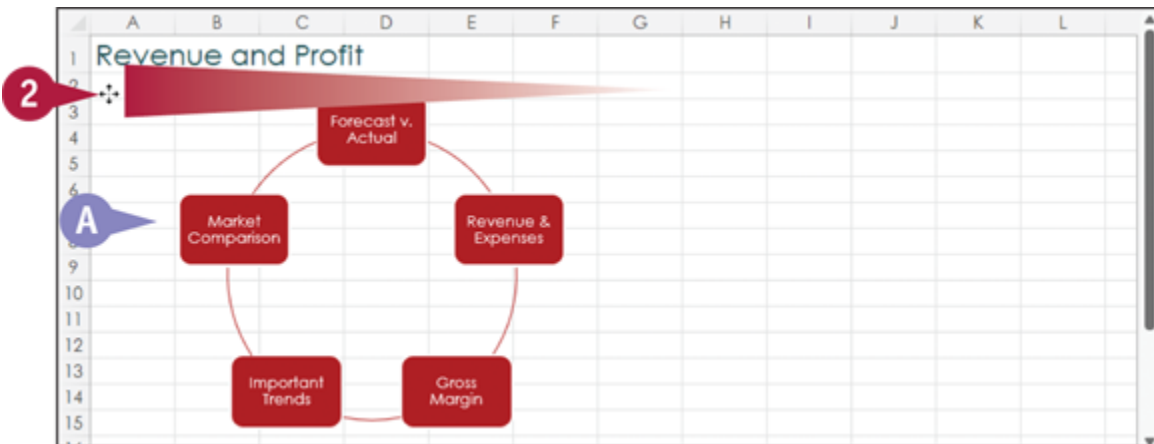 A B C D E F G H I J K L
1 Revenue and Profit
2
2
3
Forecast v.
Actual
4
5
6
A
Market
Comparison
Revenue &
Expenses
8
9
10
11
12
13
Important
Trends
Gross
Margin
14
15